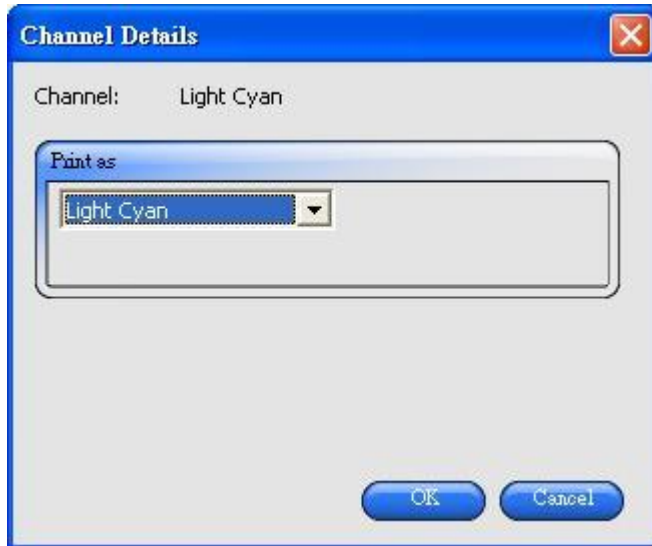 Channel Details
Channel: Light Cyan
Print as
Light Cyan
OK Cancel